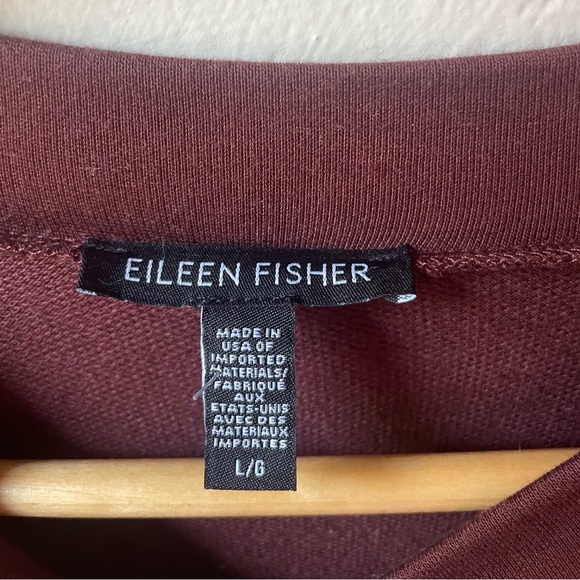 EILEEN FISHER
MADE IN
USA OF
IMPORTED
MATERIALS/
FABRIQUÉ
AUX
ETATS-UNIS
AVEC DES
MATERIAUX
IMPORTES
L/G